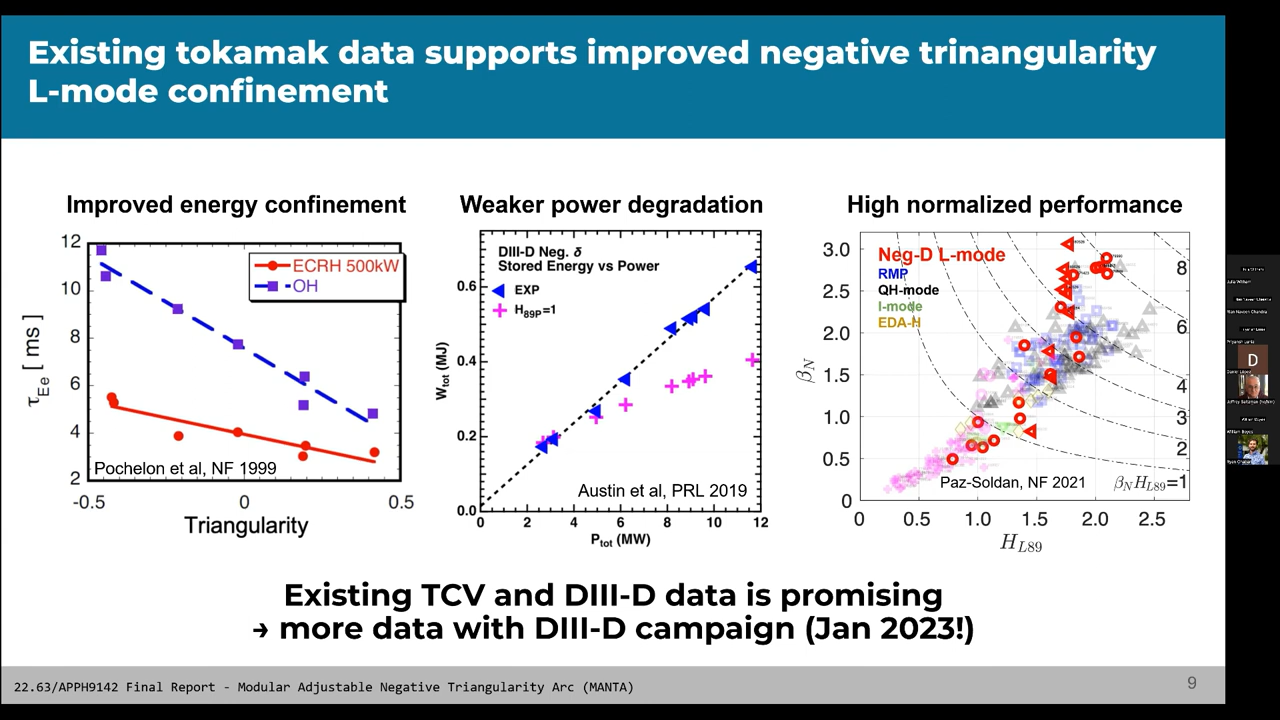 Existing tokamak data supports improved negative trinangularity
L-mode confinement
Improved energy confinement
12
10
8
6
4
2
τEe [ ms ]
ECRH 500kW
OH
Pochelon et al, NF 1999
-0.5
0
0.5
Triangularity
Weaker power degradation
DIII-D Neg. δ
Stored Energy vs Power
EXP
H89P=1
0.6
0.4
0.2
0.0
Wtot (MJ)
Austin et al, PRL 2019
0 2 4 6 8 10 12
Ptot (MW)
High normalized performance
3.0
2.5
2.0
1.5
1.0
0.5
0
βN
Neg-D L-mode
RMP
QH-mode
I-mode
EDA-H
8
6
4
3
2
Paz-Soldan, NF 2021
βNHL89=1
0 0.5 1.0 1.5 2.0 2.5
HL89
Existing TCV and DIII-D data is promising
→ more data with DIII-D campaign (Jan 2023!)
22.63/APPH9142 Final Report - Modular Adjustable Negative Triangularity Arc (MANTA)
9
D